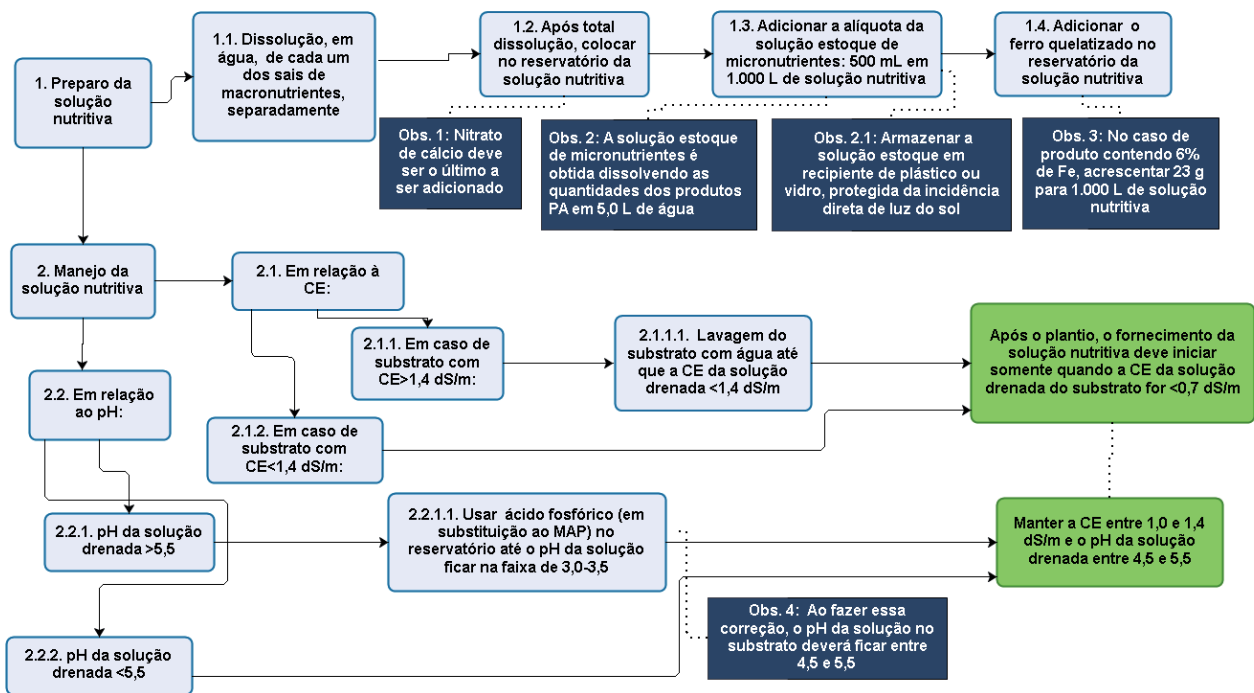 1. Preparo da
solução
nutritiva
1.1. Dissolução, em
água, de cada um
dos sais de
macronutrientes,
separadamente
1.2. Após total
dissolução, colocar
no reservatório da
solução nutritiva
1.3. Adicionar a alíquota da
solução estoque de
micronutrientes: 500 mL em
1.000 L de solução nutritiva
1.4. Adicionar o
ferro quelatizado no
reservatório da
solução nutritiva
Obs. 1: Nitrato
de cálcio deve
ser o último a
ser adicionado
Obs. 2: A solução estoque
de micronutrientes é
obtida dissolvendo as
quantidades dos produtos
PA em 5,0 L de água
Obs. 2.1: Armazenar a
solução estoque em
recipiente de plástico ou
vidro, protegida da incidência
direta de luz do sol
Obs. 3: No caso de
produto contendo 6%
de Fe, acrescentar 23 g
para 1.000 L de solução
nutritiva
2. Manejo da
solução nutritiva
2.1. Em relação à
CE:
2.1.1. Em caso de
substrato com
CE>1,4 dS/m:
2.1.1.1. Lavagem do
substrato com água até
que a CE da solução
drenada <1,4 dS/m
Após o plantio, o fornecimento da
solução nutritiva deve iniciar
somente quando a CE da solução
drenada do substrato for <0,7 dS/m
2.2. Em relação
ao pH:
2.1.2. Em caso de
substrato com
CE<1,4 dS/m:
2.2.1. pH da solução
drenada >5,5
2.2.1.1. Usar ácido fosfórico (em
substituição ao MAP) no
reservatório até o pH da solução
ficar na faixa de 3,0-3,5
Manter a CE entre 1,0 e 1,4
dS/m e o pH da solução
drenada entre 4,5 e 5,5
Obs. 4: Ao fazer essa
correção, o pH da solução no
substrato deverá ficar entre
4,5 e 5,5
2.2.2. pH da solução
drenada <5,5